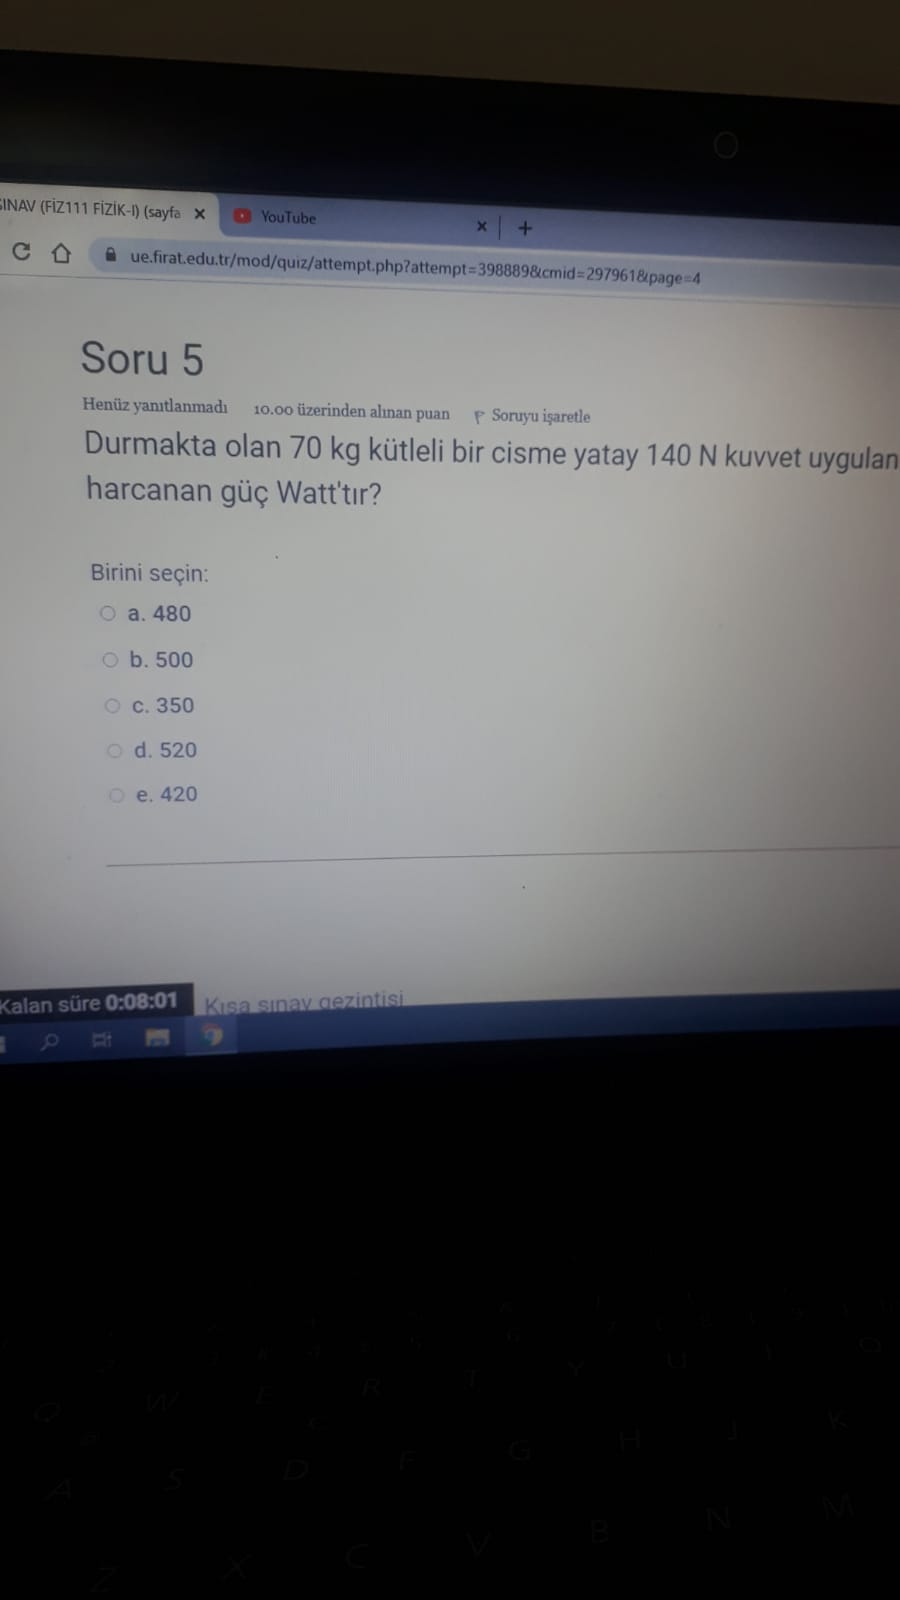 SINAV (FİZ111 FİZİK-I) (sayfa
YouTube
ue.firat.edu.tr/mod/quiz/attempt.php?attempt=398889&cmid=297961&page=4
Soru 5
Henüz yanıtlanmadı 10.00 üzerinden alınan puan Soruyu işaretle
Durmakta olan 70 kg kütleli bir cisme yatay 140 N kuvvet uygulan
harcanan güç Watt'tır?
Birini seçin:
a. 480
b. 500
c. 350
d. 520
e. 420
Kalan süre 0:08:01
Kısa sınav gezintisi
Q W E R T Y U
A S D F G H J K
Z X C V B N M